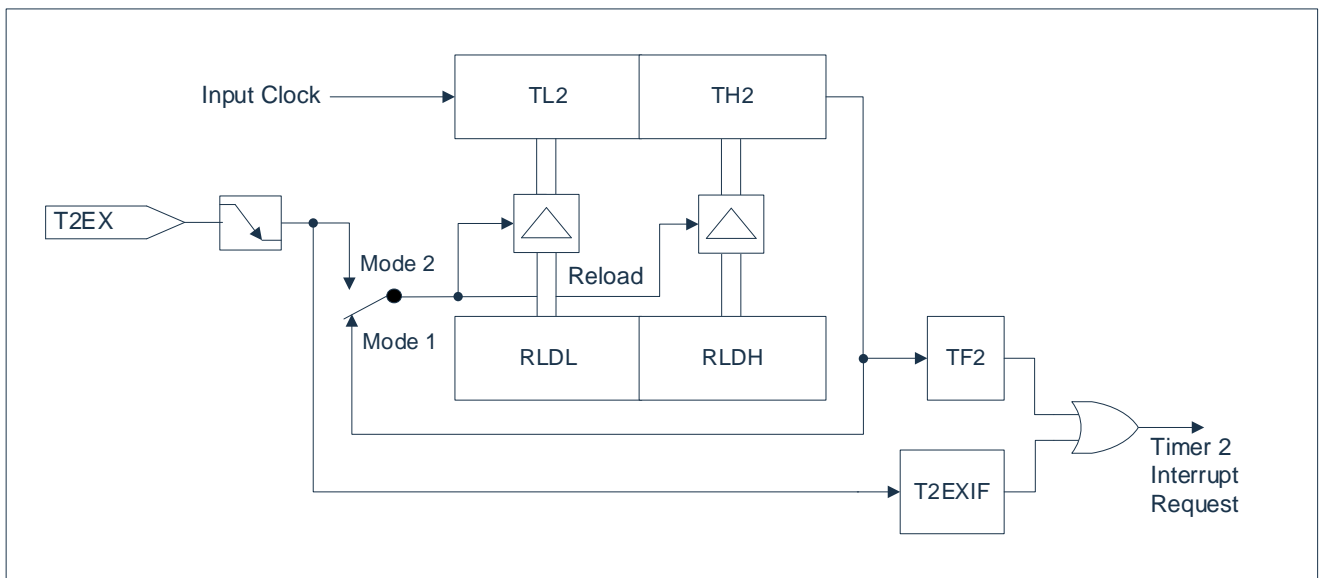 TL2
TH2
Input Clock
T2EX
Mode 2
Reload
Mode 1
RLDL
RLDH
TF2
T2EXIF
Timer 2
Interrupt
Request